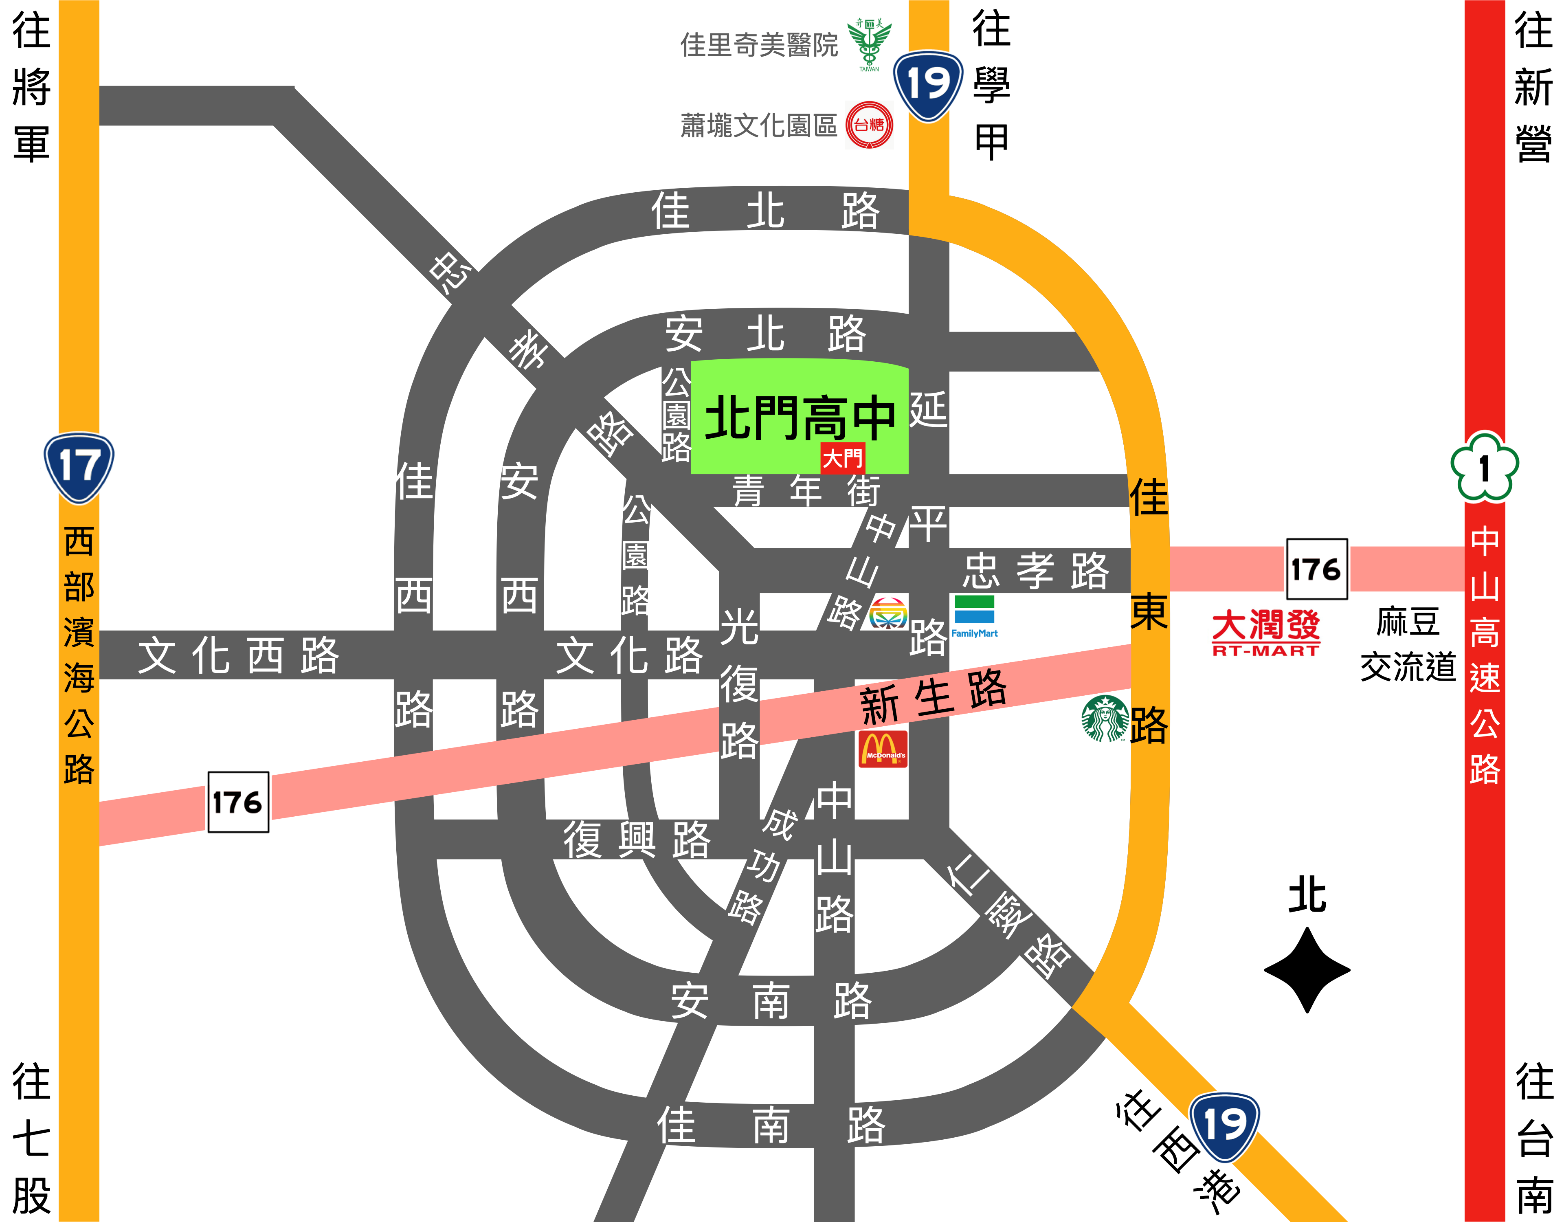 往將軍
佳里奇美醫院
奇美
TAIWAN
19
往學甲
往新營
蕭壠文化園區
台糖
佳北路
忠孝路
安北路
公園路
北門高中
大門
延平路
17
1
青年街
佳西路
安西路
公園路
中山路
佳東路
西部濱海公路
忠孝路
176
中山高速公路
FamilyMart
大潤發
RT-MART
麻豆
交流道
文化西路
文化路
光復路
新生路
McDonald's
176
復興路
成功路
中山路
仁愛路
北
安南路
佳南路
往七股
往西港
19
往台南